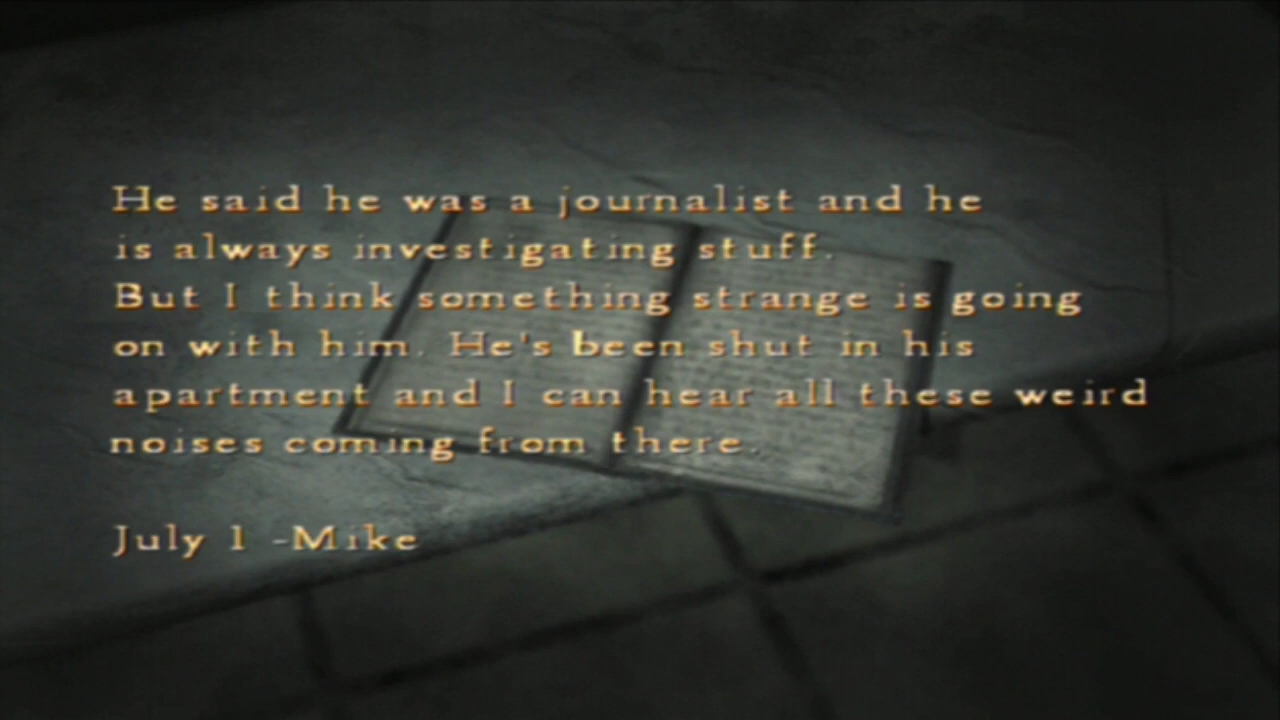 He said he was a journalist and he
is always investigating stuff.
But I think something strange is going
on with him. He's been shut in his
apartment and I can hear all these weird
noises coming from there.
July 1 -Mike